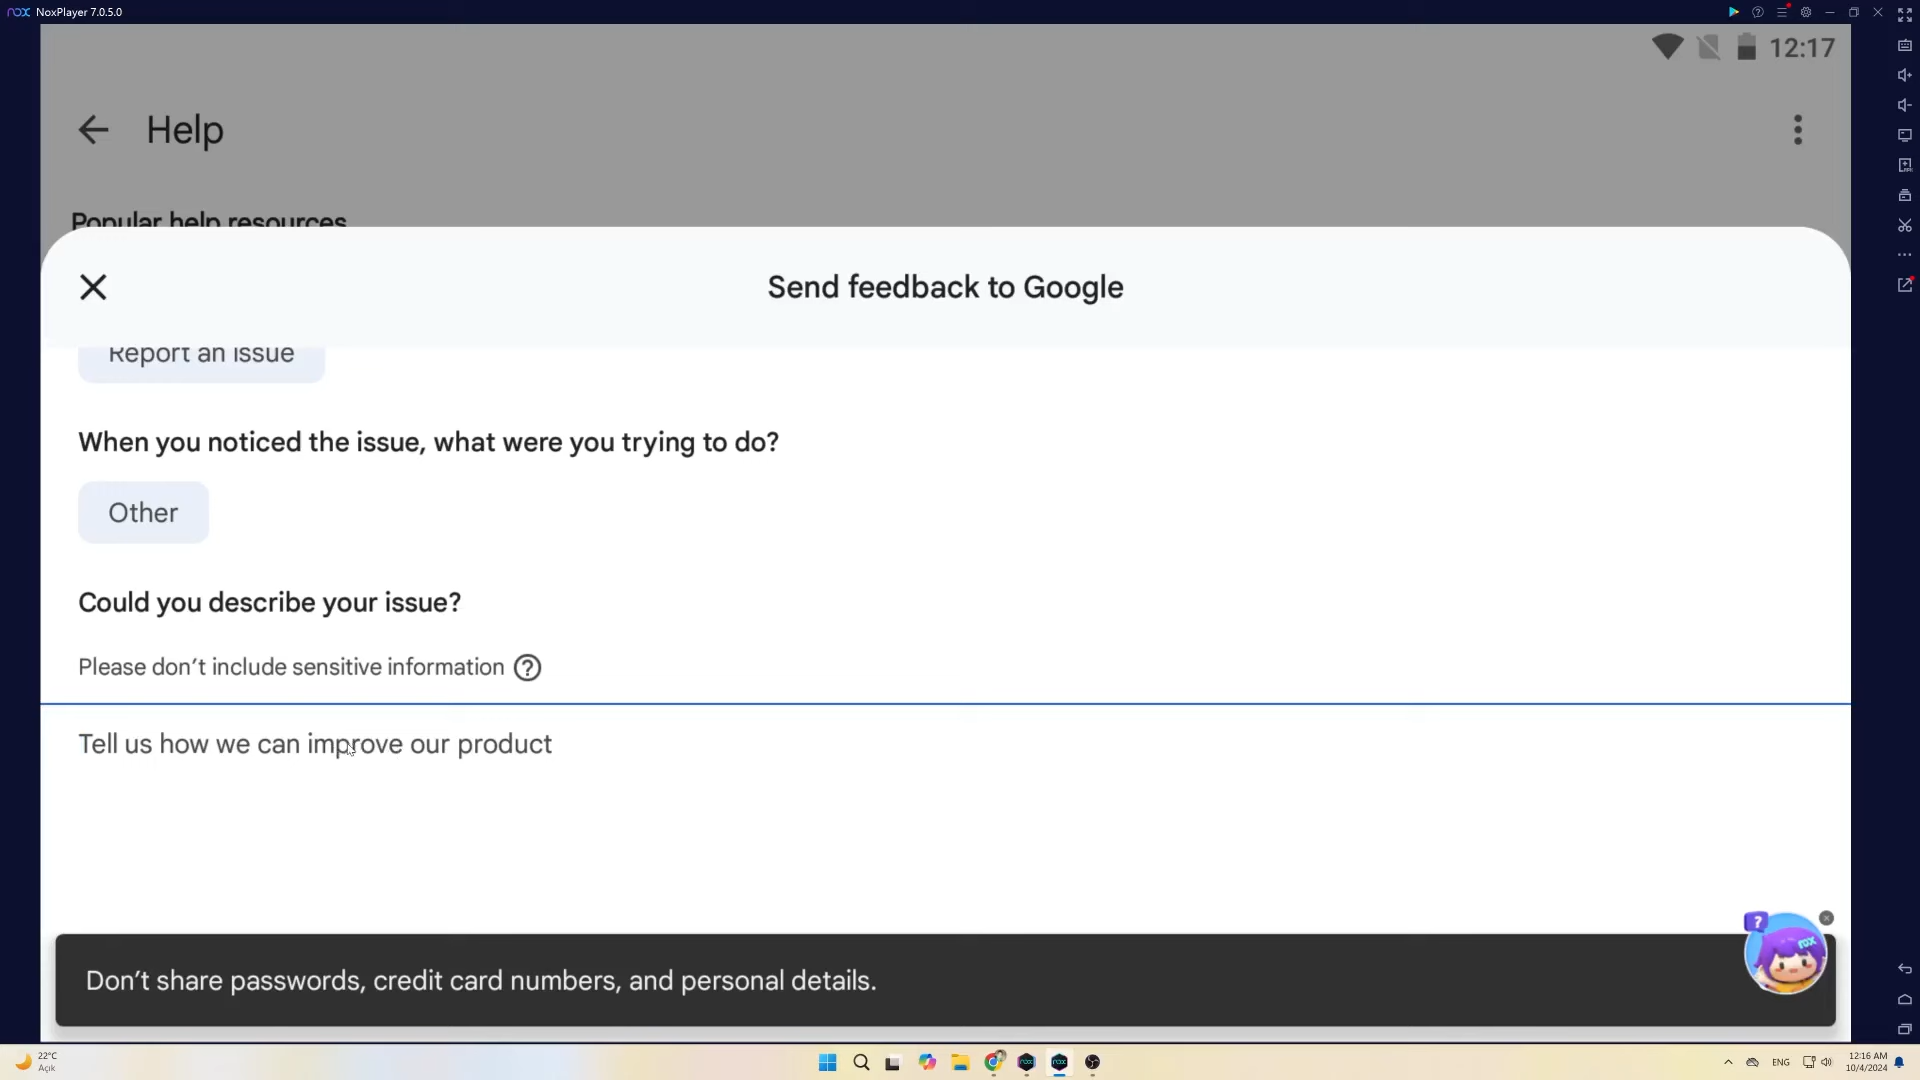 NoxPlayer 7.0.5.0
12:17
Help
Popular help resources
Send feedback to Google
Report an issue
When you noticed the issue, what were you trying to do?
Other
Could you describe your issue?
Please don’t include sensitive information ?
Tell us how we can improve our product
Don’t share passwords, credit card numbers, and personal details.
22°C
Açık
ENG
12:16 AM
10/4/2024